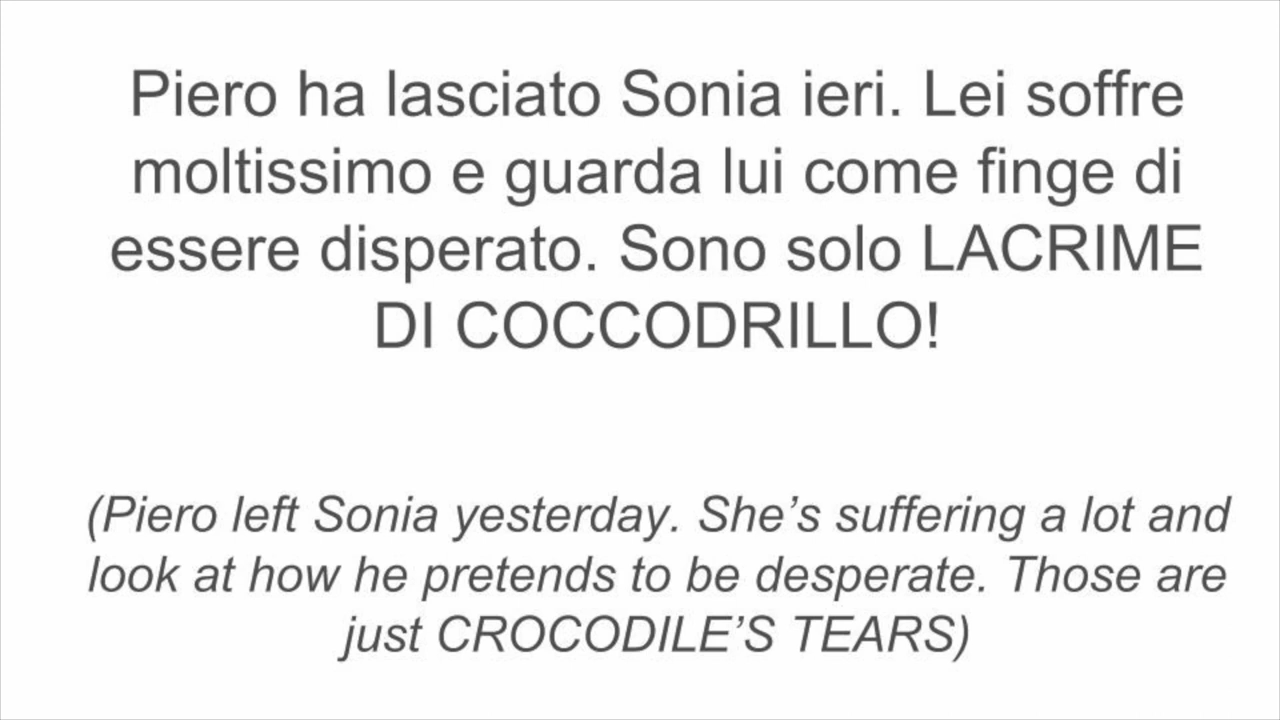 Piero ha lasciato Sonia ieri. Lei soffre
moltissimo e guarda lui come finge di
essere disperato. Sono solo LACRIME
DI COCCODRILLO!
(Piero left Sonia yesterday. She’s suffering a lot and
look at how he pretends to be desperate. Those are
just CROCODILE’S TEARS)